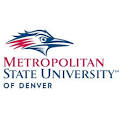 METROPOLITAN
STATE UNIVERSITY™
OF DENVER